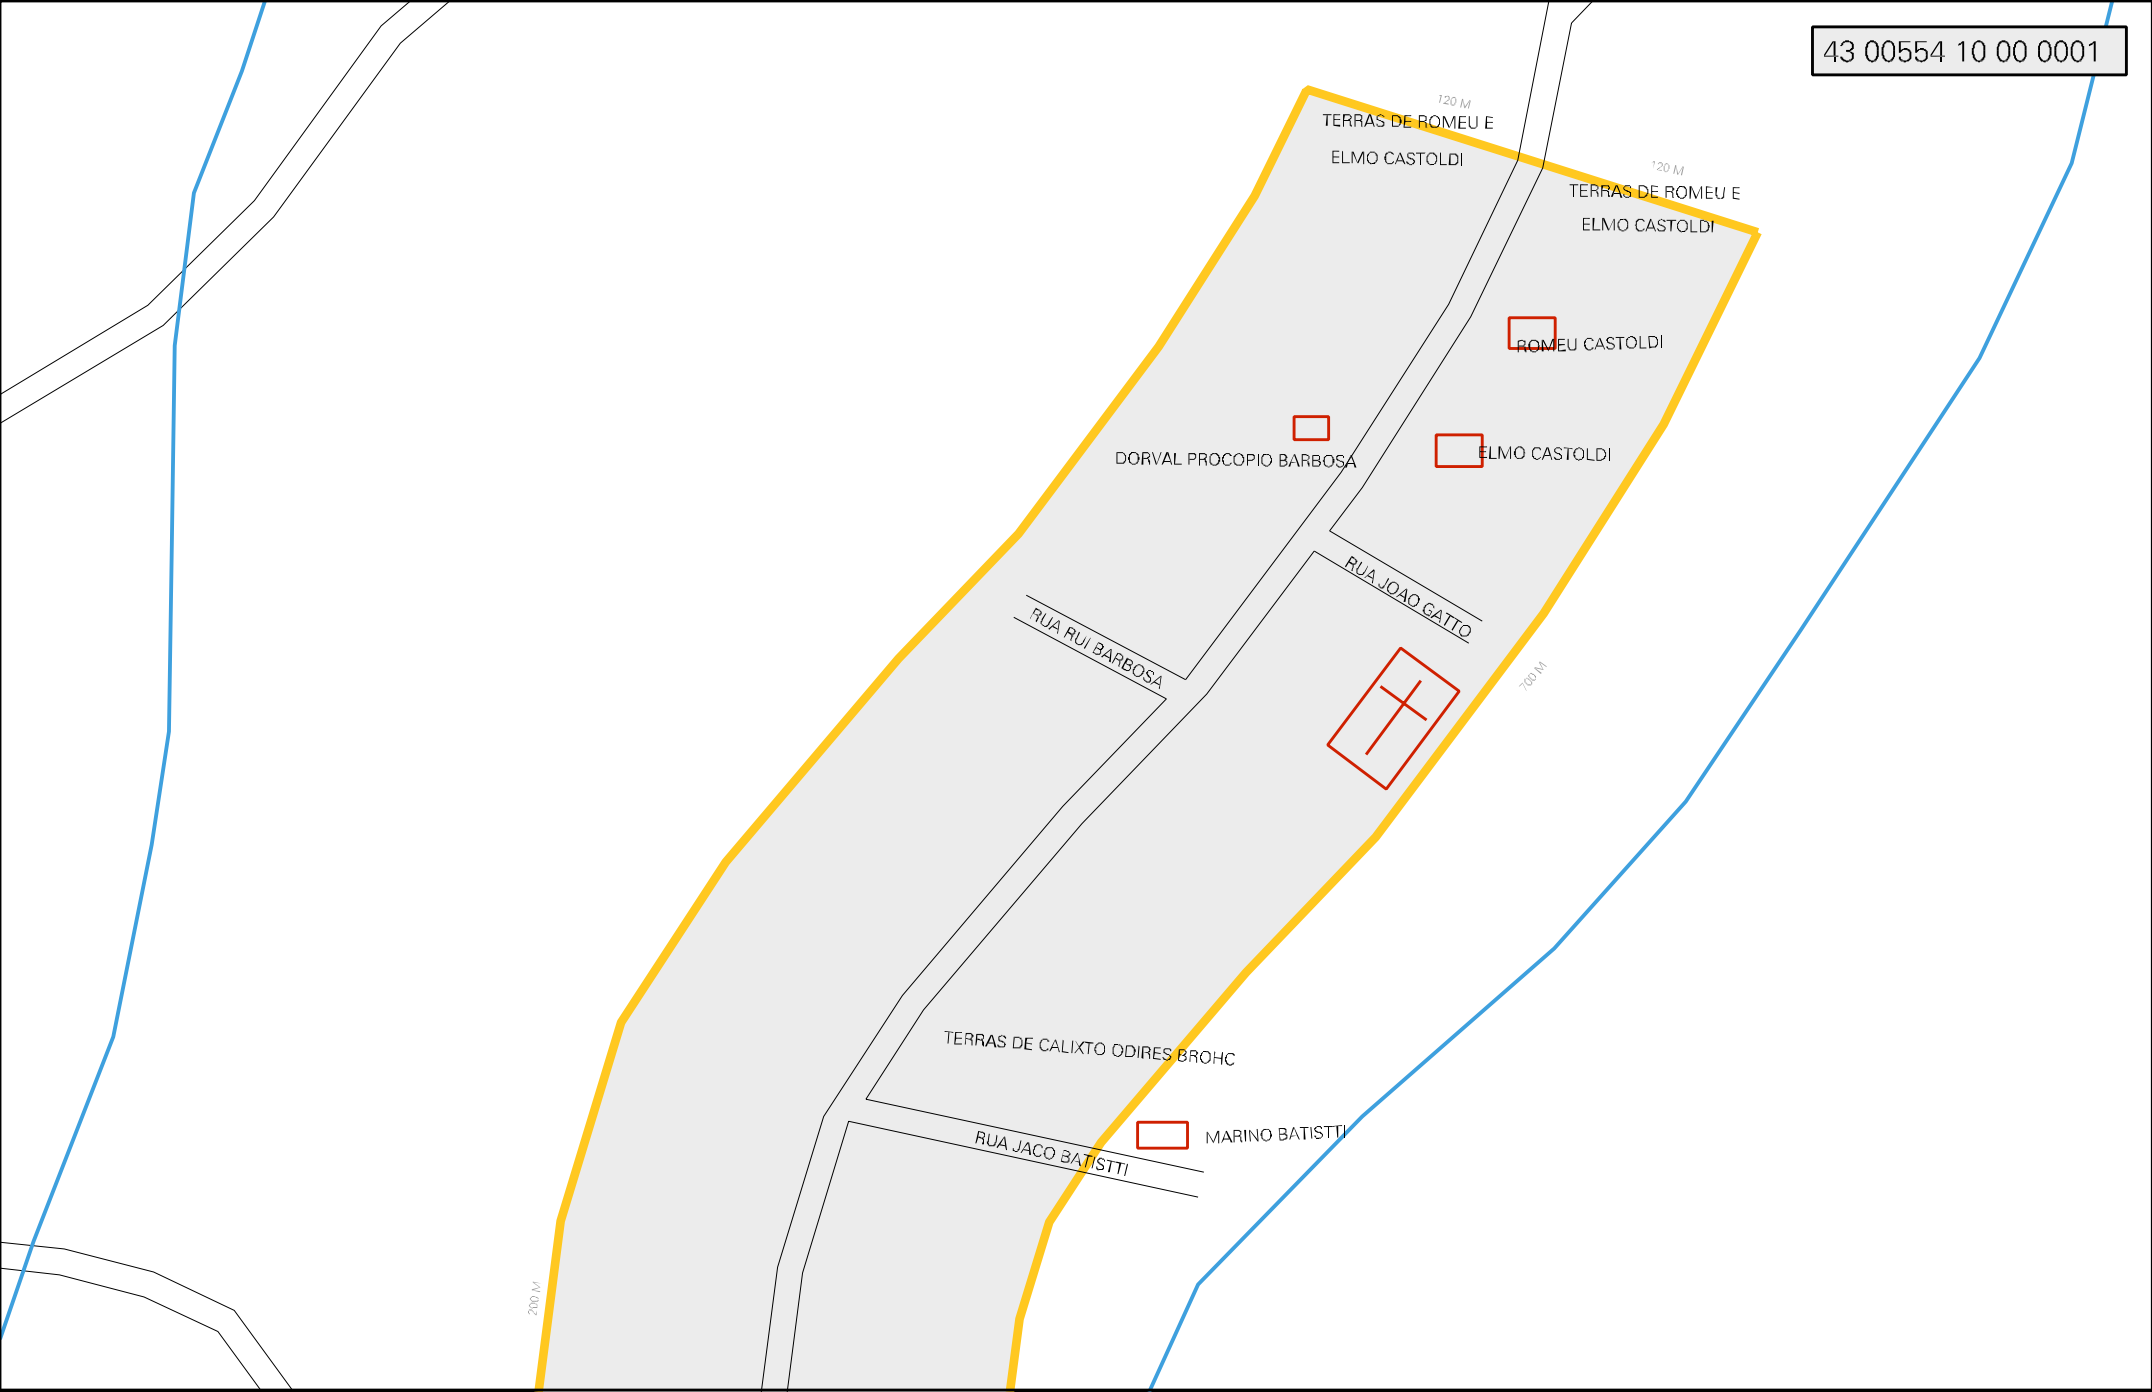 43 00554 10 00 0001
120 M
TERRAS DE ROMEU E
ELMO CASTOLDI
120 M
TERRAS DE ROMEU E
ELMO CASTOLDI
ROMEU CASTOLDI
DORVAL PROCOPIO BARBOSA
ELMO CASTOLDI
RUA JOAO GATTO
RUA RUI BARBOSA
700 M
TERRAS DE CALIXTO ODIRES BROHC
MARINO BATISTTI
RUA JACO BATISTTI
200 M